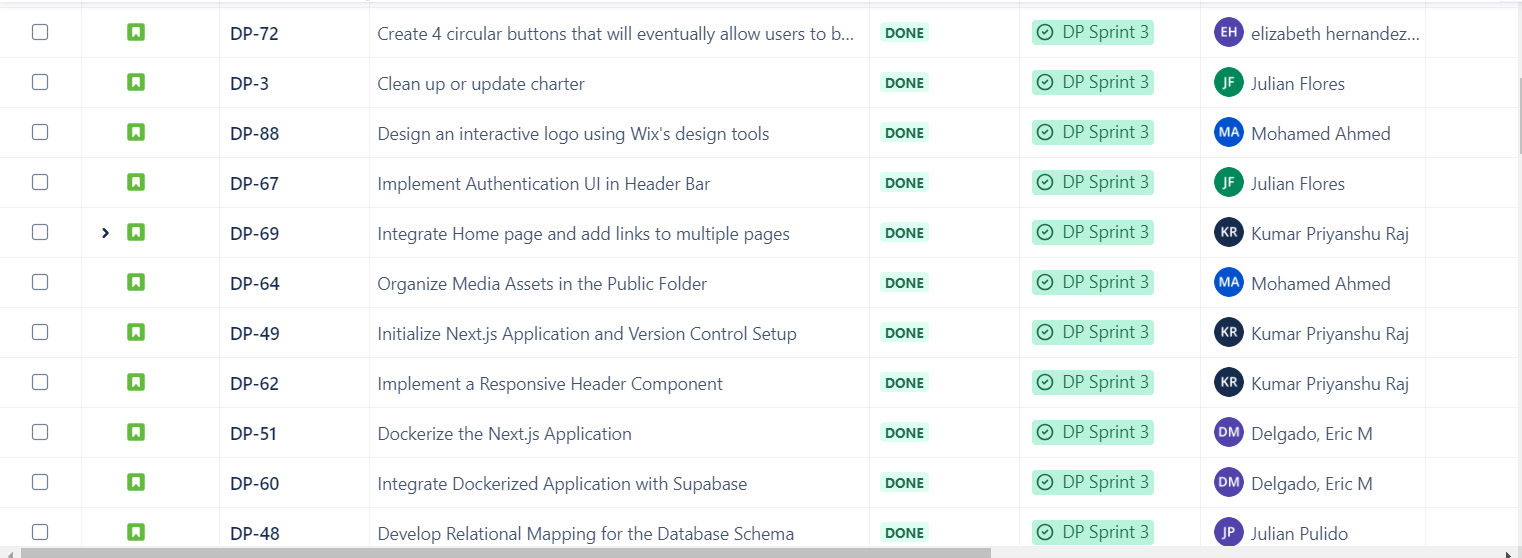 DP-72 Create 4 circular buttons that will eventually allow users to b... DONE DP Sprint 3 EH elizabeth hernandez...
DP-3 Clean up or update charter DONE DP Sprint 3 JF Julian Flores
DP-88 Design an interactive logo using Wix's design tools DONE DP Sprint 3 MA Mohamed Ahmed
DP-67 Implement Authentication UI in Header Bar DONE DP Sprint 3 JF Julian Flores
DP-69 Integrate Home page and add links to multiple pages DONE DP Sprint 3 KR Kumar Priyanshu Raj
DP-64 Organize Media Assets in the Public Folder DONE DP Sprint 3 MA Mohamed Ahmed
DP-49 Initialize Next.js Application and Version Control Setup DONE DP Sprint 3 KR Kumar Priyanshu Raj
DP-62 Implement a Responsive Header Component DONE DP Sprint 3 KR Kumar Priyanshu Raj
DP-51 Dockerize the Next.js Application DONE DP Sprint 3 DM Delgado, Eric M
DP-60 Integrate Dockerized Application with Supabase DONE DP Sprint 3 DM Delgado, Eric M
DP-48 Develop Relational Mapping for the Database Schema DONE DP Sprint 3 JP Julian Pulido